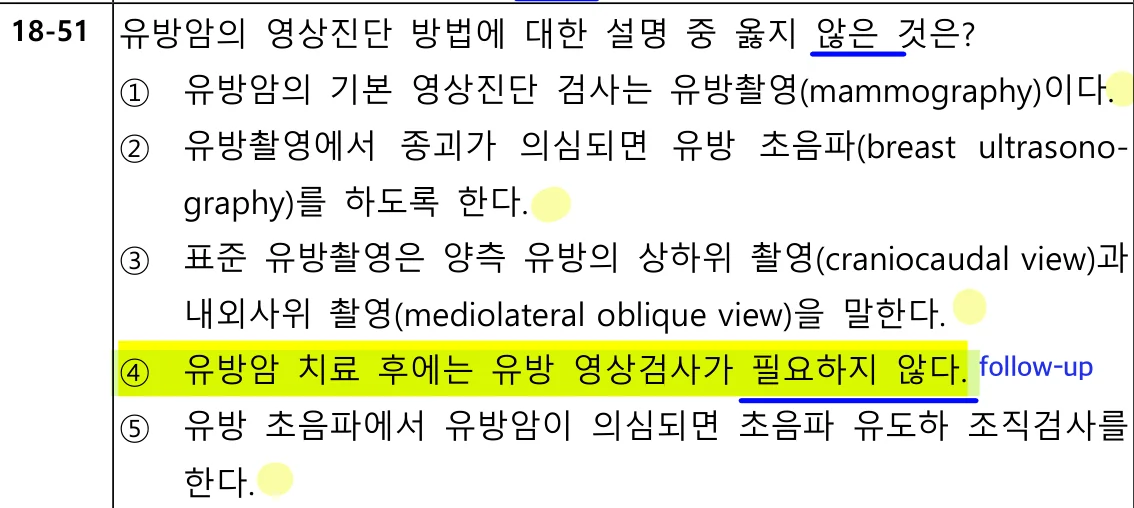 18-51 유방암의 영상진단 방법에 대한 설명 중 옳지 않은 것은?
① 유방암의 기본 영상진단 검사는 유방촬영(mammography)이다.
② 유방촬영에서 종괴가 의심되면 유방 초음파(breast ultrasono-
graphy)를 하도록 한다.
③ 표준 유방촬영은 양측 유방의 상하위 촬영(craniocaudal view)과
내외사위 촬영(mediolateral oblique view)을 말한다.
④ 유방암 치료 후에는 유방 영상검사가 필요하지 않다. follow-up
⑤ 유방 초음파에서 유방암이 의심되면 초음파 유도하 조직검사를
한다.